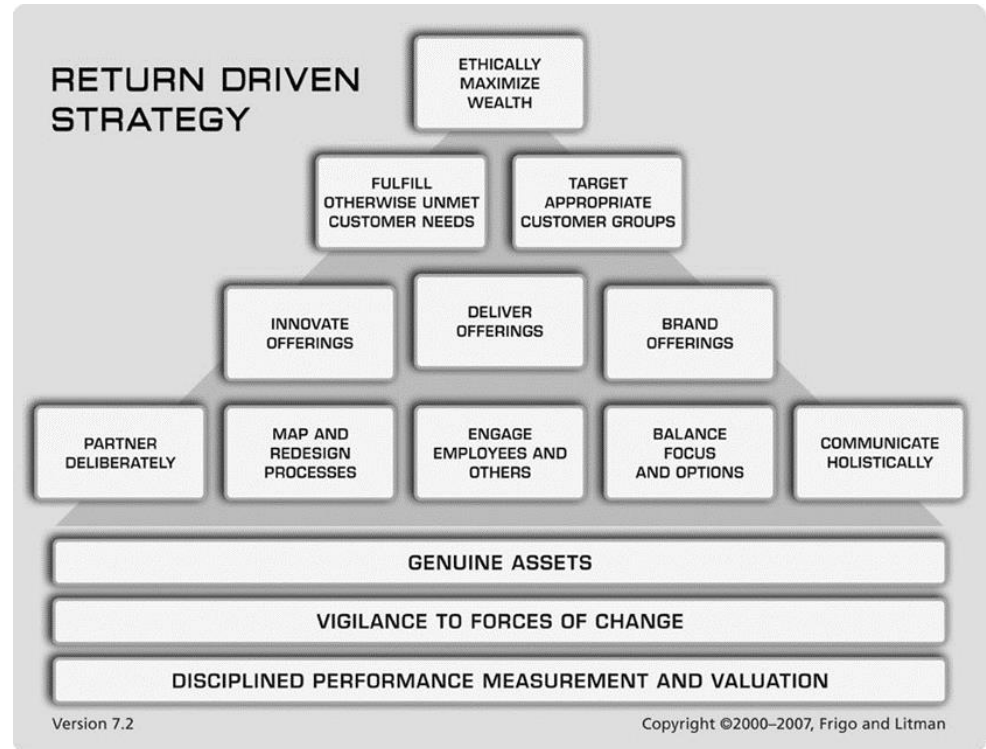 RETURN DRIVEN
STRATEGY
ETHICALLY
MAXIMIZE
WEALTH
FULFILL
OTHERWISE UNMET
CUSTOMER NEEDS
TARGET
APPROPRIATE
CUSTOMER GROUPS
INNOVATE
OFFERINGS
DELIVER
OFFERINGS
BRAND
OFFERINGS
PARTNER
DELIBERATELY
MAP AND
REDESIGN
PROCESSES
ENGAGE
EMPLOYEES AND
OTHERS
BALANCE
FOCUS
AND OPTIONS
COMMUNICATE
HOLISTICALLY
GENUINE ASSETS
VIGILANCE TO FORCES OF CHANGE
DISCIPLINED PERFORMANCE MEASUREMENT AND VALUATION
Version 7.2
Copyright ©2000–2007, Frigo and Litman